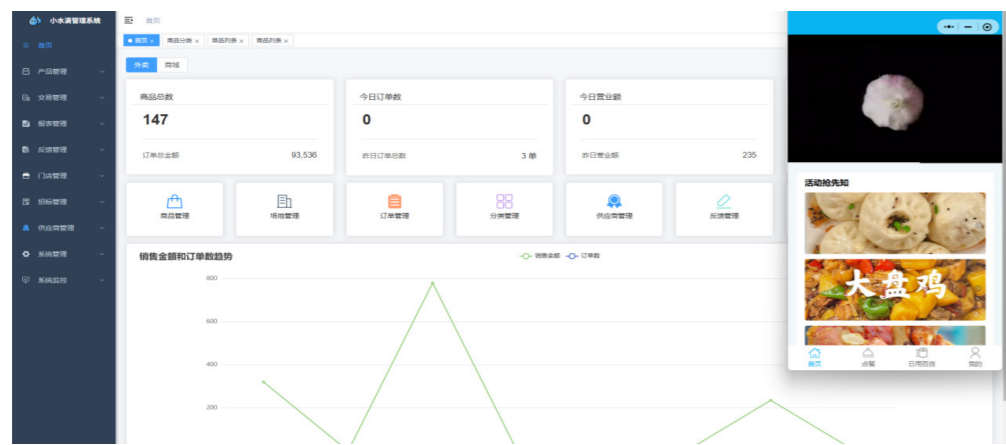 小水滴管理系统
首页
首页
产品管理
交易管理
报表管理
反馈管理
门店管理
招标管理
供应商管理
系统管理
系统监控
首页 × 商品分类 × 商品列表 × 商品列表 ×
外卖 商城
商品总数
147
订单总金额 93,536
今日订单数
0
昨日订单总数 3 单
今日营业额
0
昨日营业额 235
商品管理
场地管理
订单管理
分类管理
供应商管理
反馈管理
销售金额和订单数趋势
销售金额 订单数
800
600
400
200
活动抢先知
大盘鸡
首页 点餐 日用百货 我的